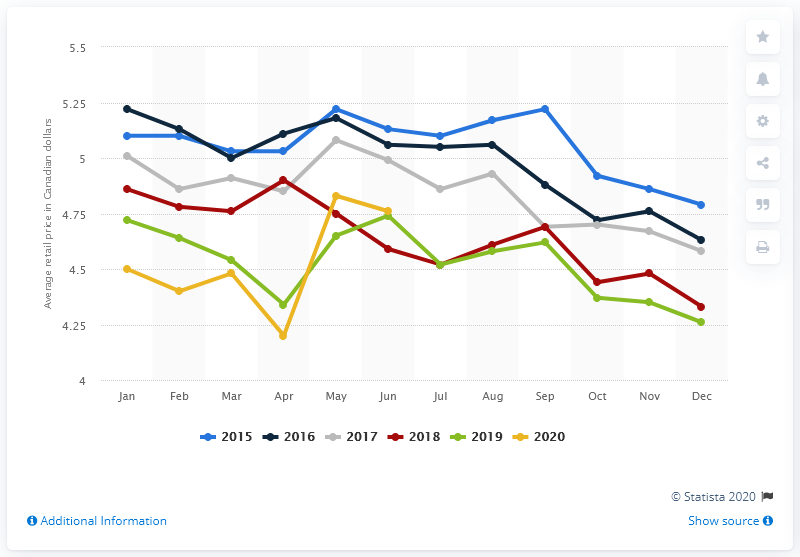 Average retail price in Canadian dollars
5.5
5.25
5
4.75
4.5
4.25
4
Jan Feb Mar Apr May Jun Jul Aug Sep Oct Nov Dec
2015 2016 2017 2018 2019 2020
© Statista 2020
Additional Information Show source